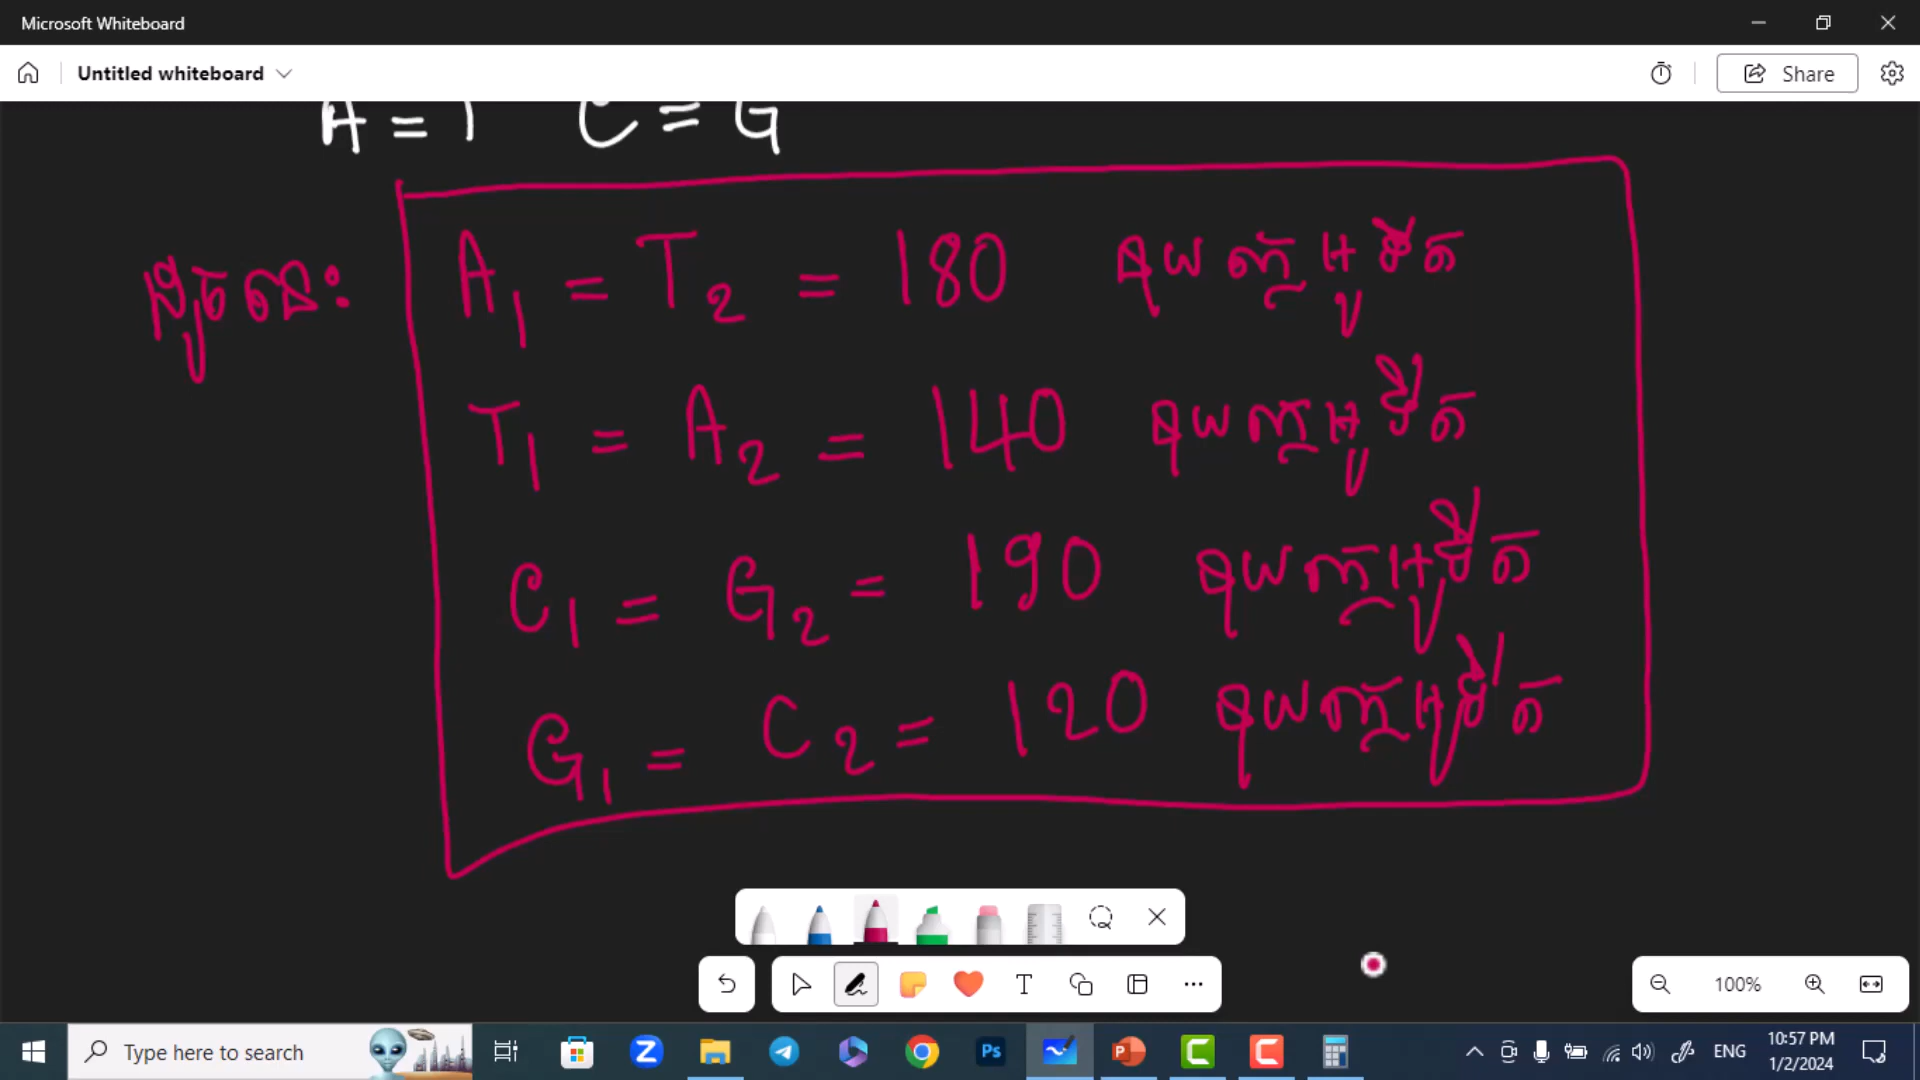 Microsoft Whiteboard
Untitled whiteboard
Share
A = T C = G
ដូចនេះ:
A₁ = T₂ = 180 នុយក្លេអូទីត
T₁ = A₂ = 140 នុយក្លេអូទីត
C₁ = G₂ = 190 នុយក្លេអូទីត
G₁ = C₂ = 120 នុយក្លេអូទីត
100%
Type here to search
ENG
10:57 PM
1/2/2024